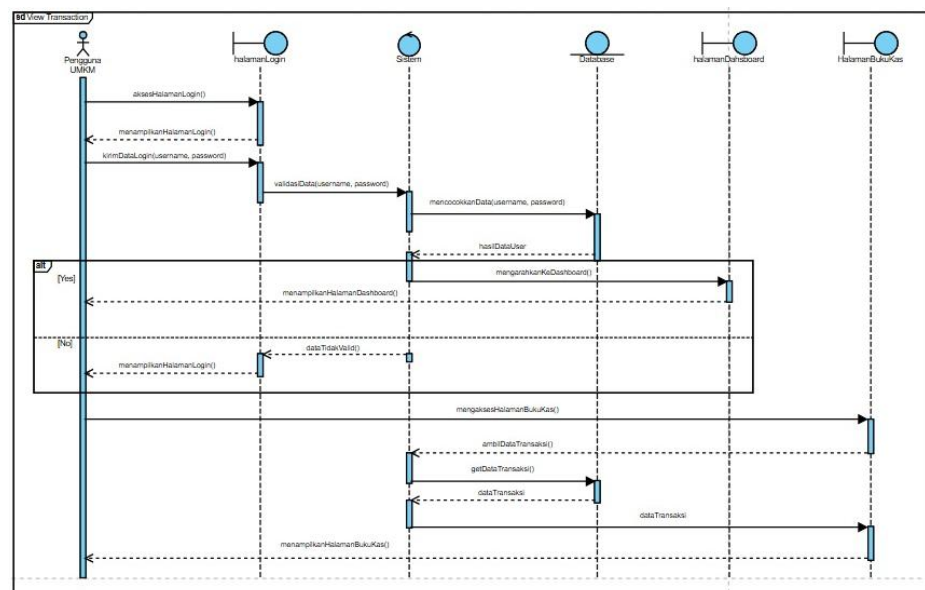 sd View Transaction
Pengguna
UMKM
halamanLogin
Sistem
Database
halamanDahsboard
HalamanBukuKas
aksesHalamanLogin()
menampilkanHalamanLogin()
kirimDataLogin(username, password)
validasiData(username, password)
mencocokkanData(username, password)
hasilDataUser
alt
[Yes]
mengarahkanKeDashboard()
menampilkanHalamanDashboard()
[No]
dataTidakValid()
menampilkanHalamanLogin()
mengaksesHalamanBukuKas()
ambilDataTransaksi()
getDataTransaksi()
dataTransaksi
dataTransaksi
menampilkanHalamanBukuKas()